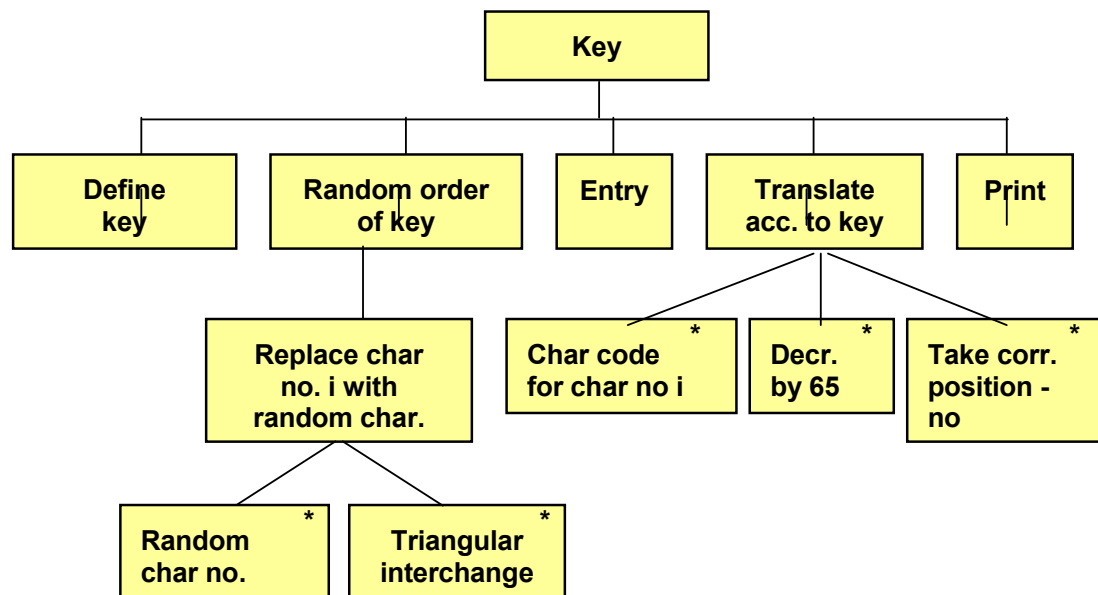 Key
Define
key
Random order
of key
Entry
Translate
acc. to key
Print
Replace char
no. i with
random char.
*
Char code
for char no i
*
Decr.
by 65
*
Take corr.
position -
no
*
Random
char no.
*
Triangular
interchange